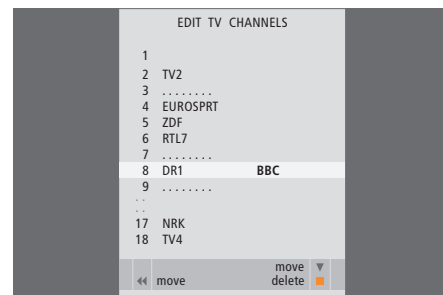 EDIT TV CHANNELS
1
2 TV2
3 ........
4 EUROSPRT
5 ZDF
6 RTL7
7 ........
8 DR1 BBC
9 ........
..
..
17 NRK
18 TV4
move ▼
◀◀ move delete ■